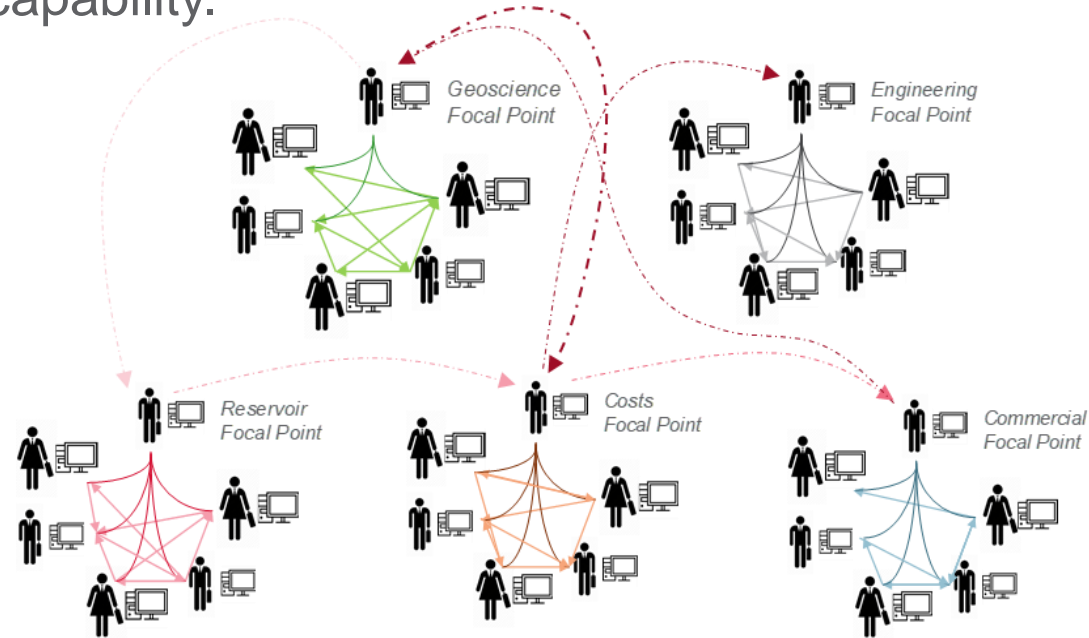 capability.
Geoscience
Focal Point
Engineering
Focal Point
Reservoir
Focal Point
Costs
Focal Point
Commercial
Focal Point